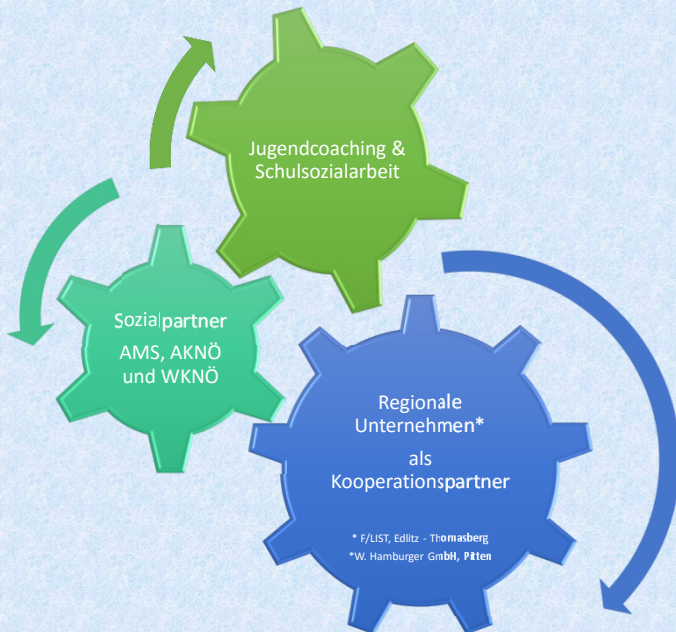 Jugendcoaching &
Schulsozialarbeit
Sozialpartner
AMS, AKNÖ
und WKNÖ
Regionale
Unternehmen*
als
Kooperationspartner
* F/LIST, Edlitz - Thomasberg
*W. Hamburger GmbH, Pitten